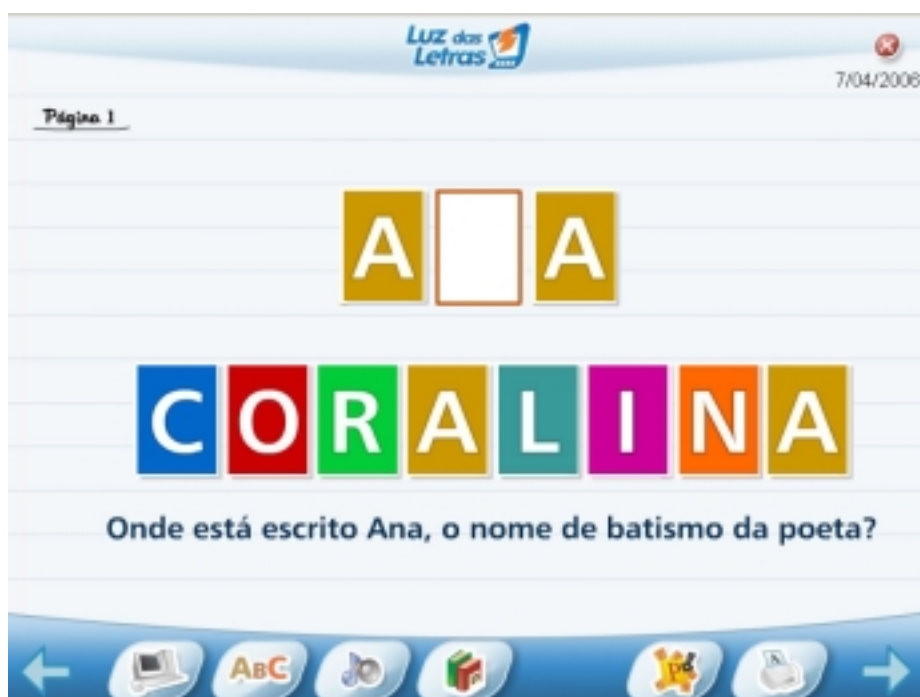 Luz das
Letras
7/04/2006
Página 1
A A
CORALINA
Onde está escrito Ana, o nome de batismo da poeta?
ABC